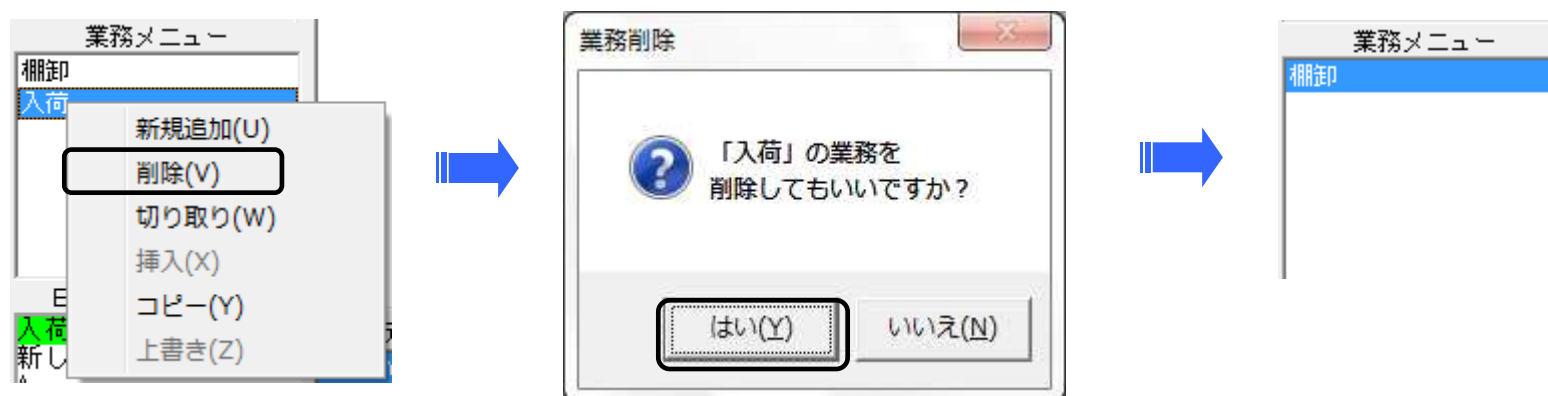 業務メニュー
棚卸
入荷
新規追加(U)
削除(V)
切り取り(W)
挿入(X)
コピー(Y)
上書き(Z)
入荷
新し
業務削除
「入荷」の業務を
削除してもいいですか？
はい(Y)
いいえ(N)
業務メニュー
棚卸